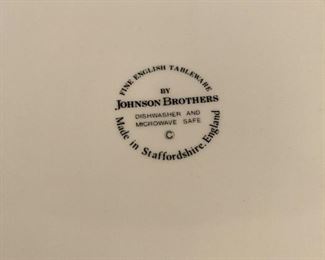 FINE ENGLISH TABLEWARE
BY
JOHNSON BROTHERS
DISHWASHER AND
MICROWAVE SAFE
C
Made in Staffordshire, England